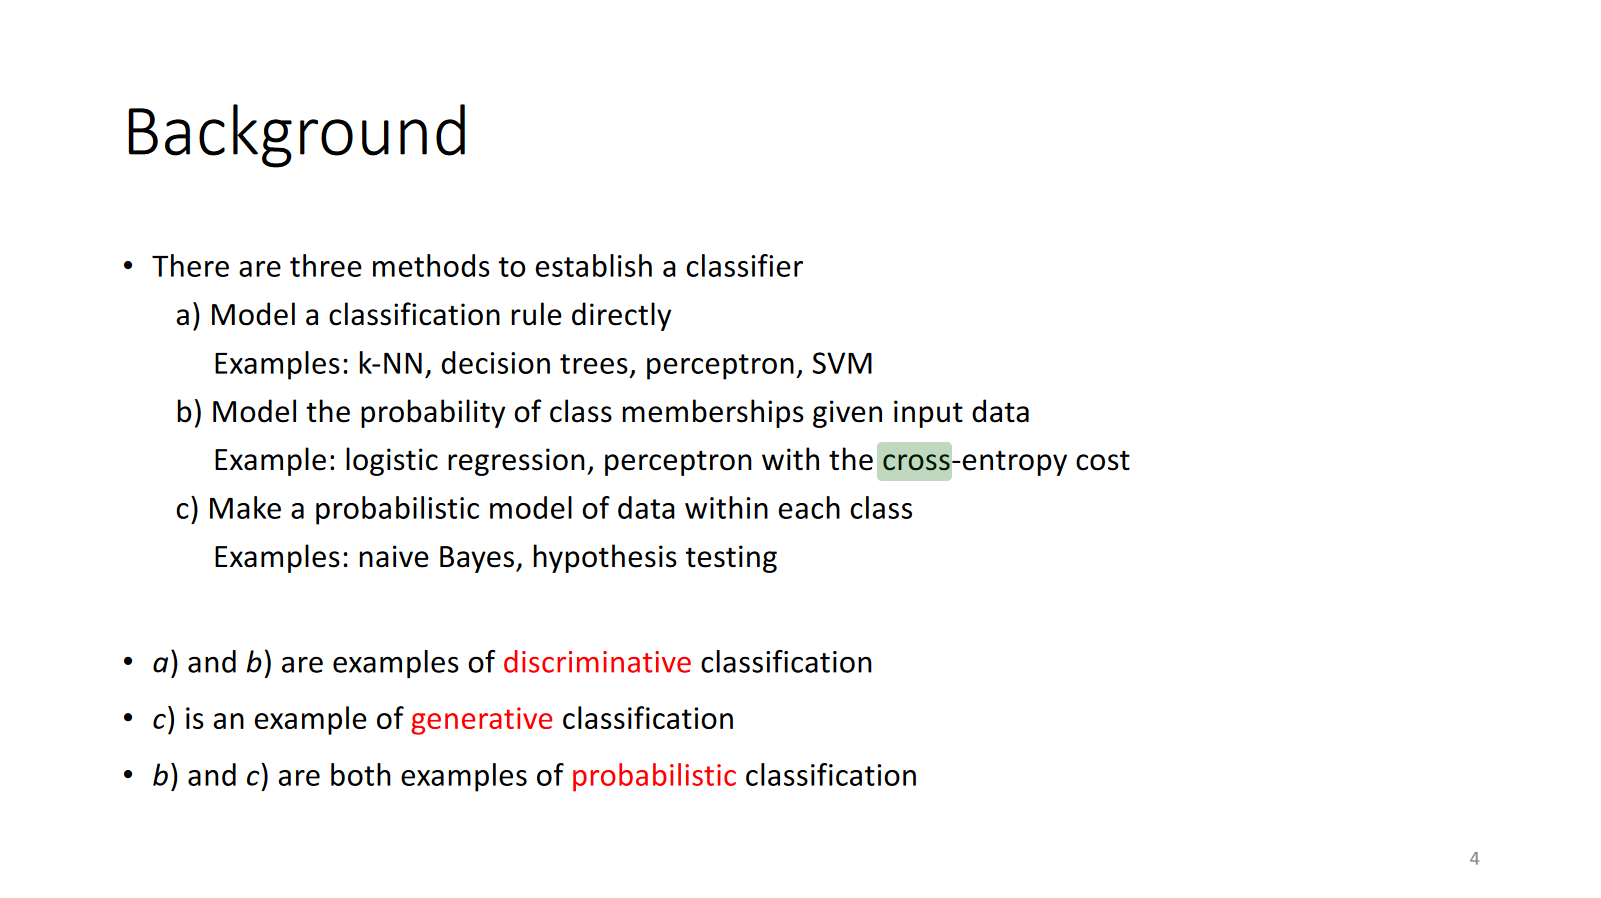 Background
• There are three methods to establish a classifier
a) Model a classification rule directly
Examples: k-NN, decision trees, perceptron, SVM
b) Model the probability of class memberships given input data
Example: logistic regression, perceptron with the cross-entropy cost
c) Make a probabilistic model of data within each class
Examples: naive Bayes, hypothesis testing
• a) and b) are examples of discriminative classification
• c) is an example of generative classification
• b) and c) are both examples of probabilistic classification
4